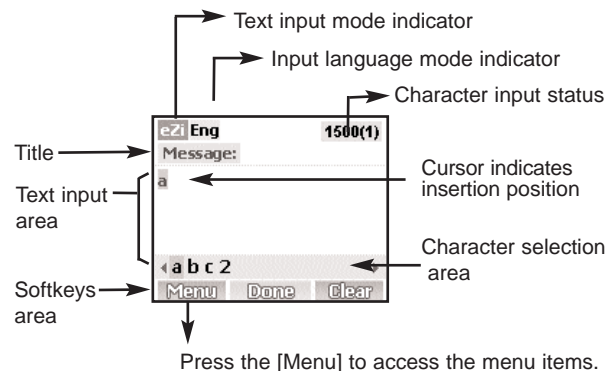 Text input mode indicator
Input language mode indicator
Character input status
eZi Eng 1500(1)
Title
Message:
a
Cursor indicates
insertion position
Text input
area
Character selection
area
a b c 2
Softkeys
area
Menu Done Clear
Press the [Menu] to access the menu items.